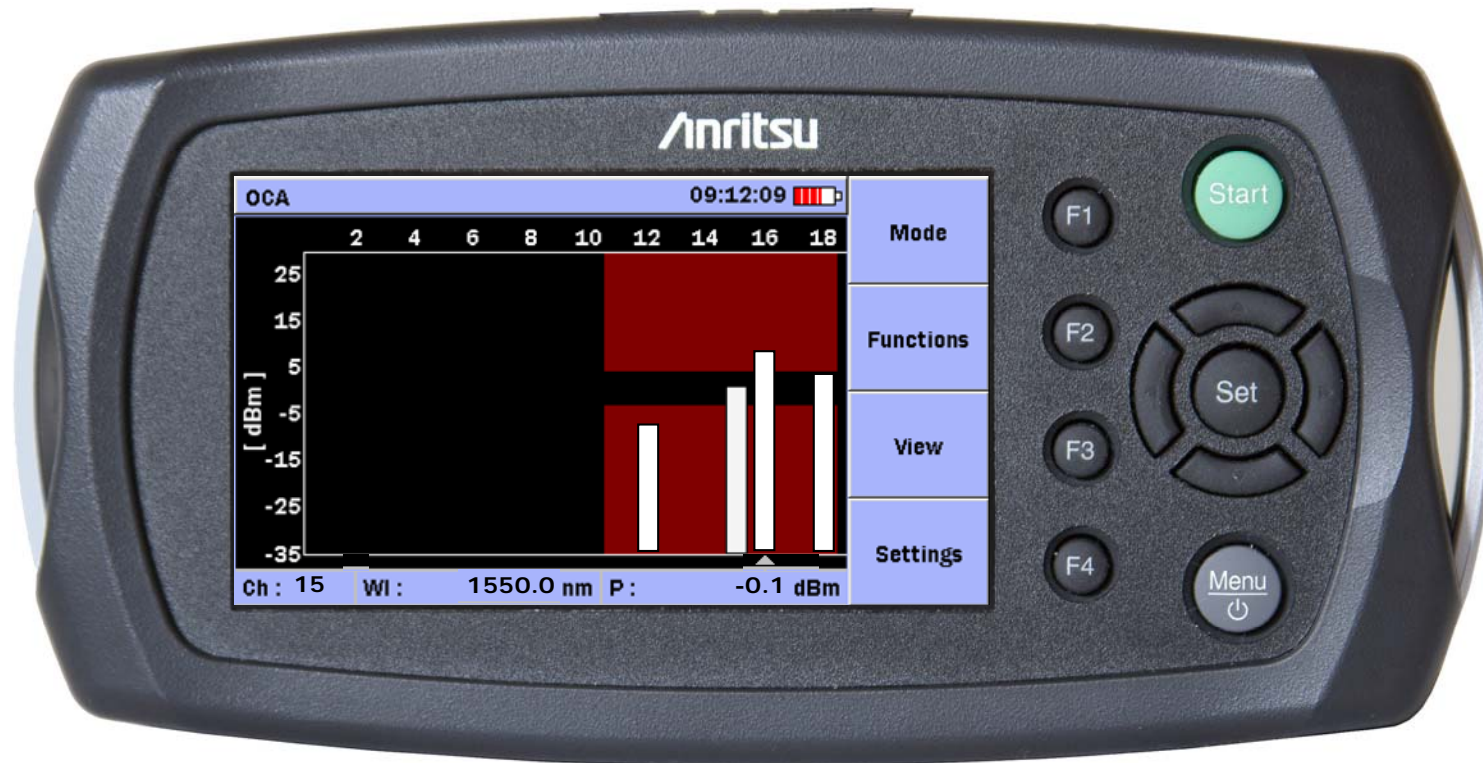 Anritsu
OCA 09:12:09
2 4 6 8 10 12 14 16 18
25
15
5
-5
-15
-25
-35
[ dBm ]
Ch : 15 Wl : 1550.0 nm P : -0.1 dBm
Mode
Functions
View
Settings
F1
F2
F3
F4
Start
Set
Menu